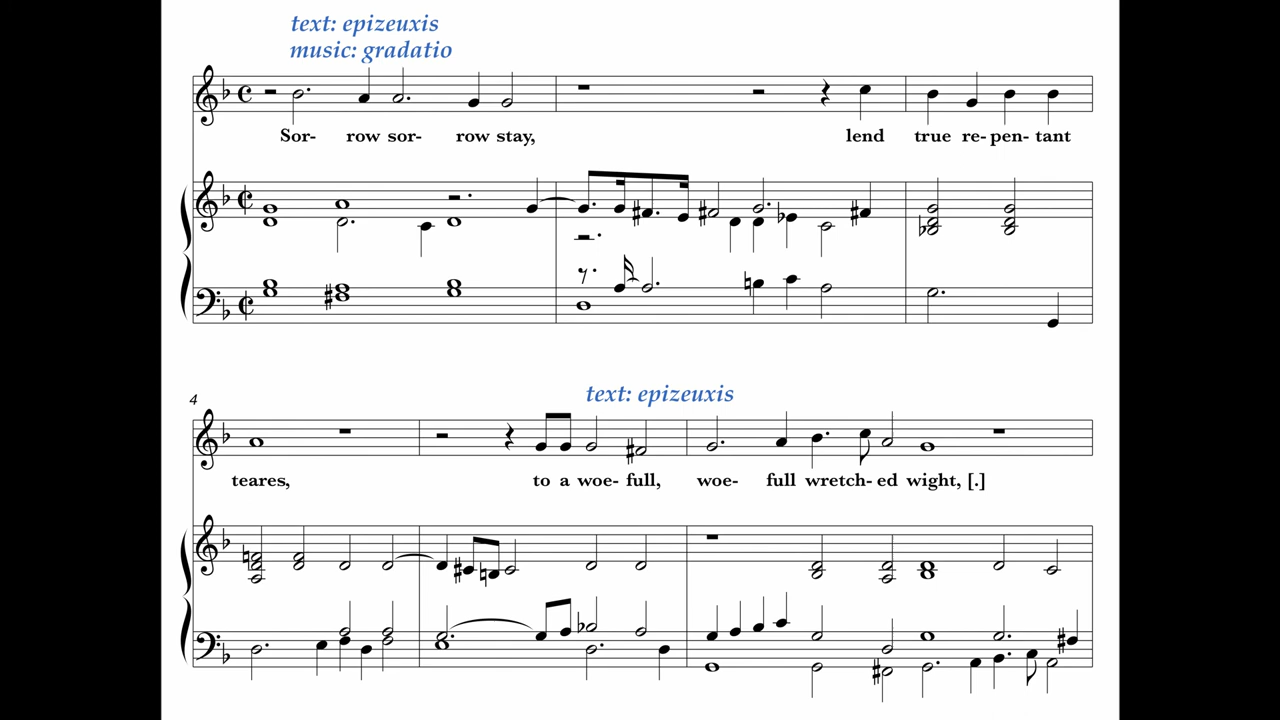 text: epizeuxis
music: gradatio
Sor- row sor- row stay, lend true re- pen- tant
text: epizeuxis
4
teares, to a woe- full, woe- full wretch- ed wight, [.]